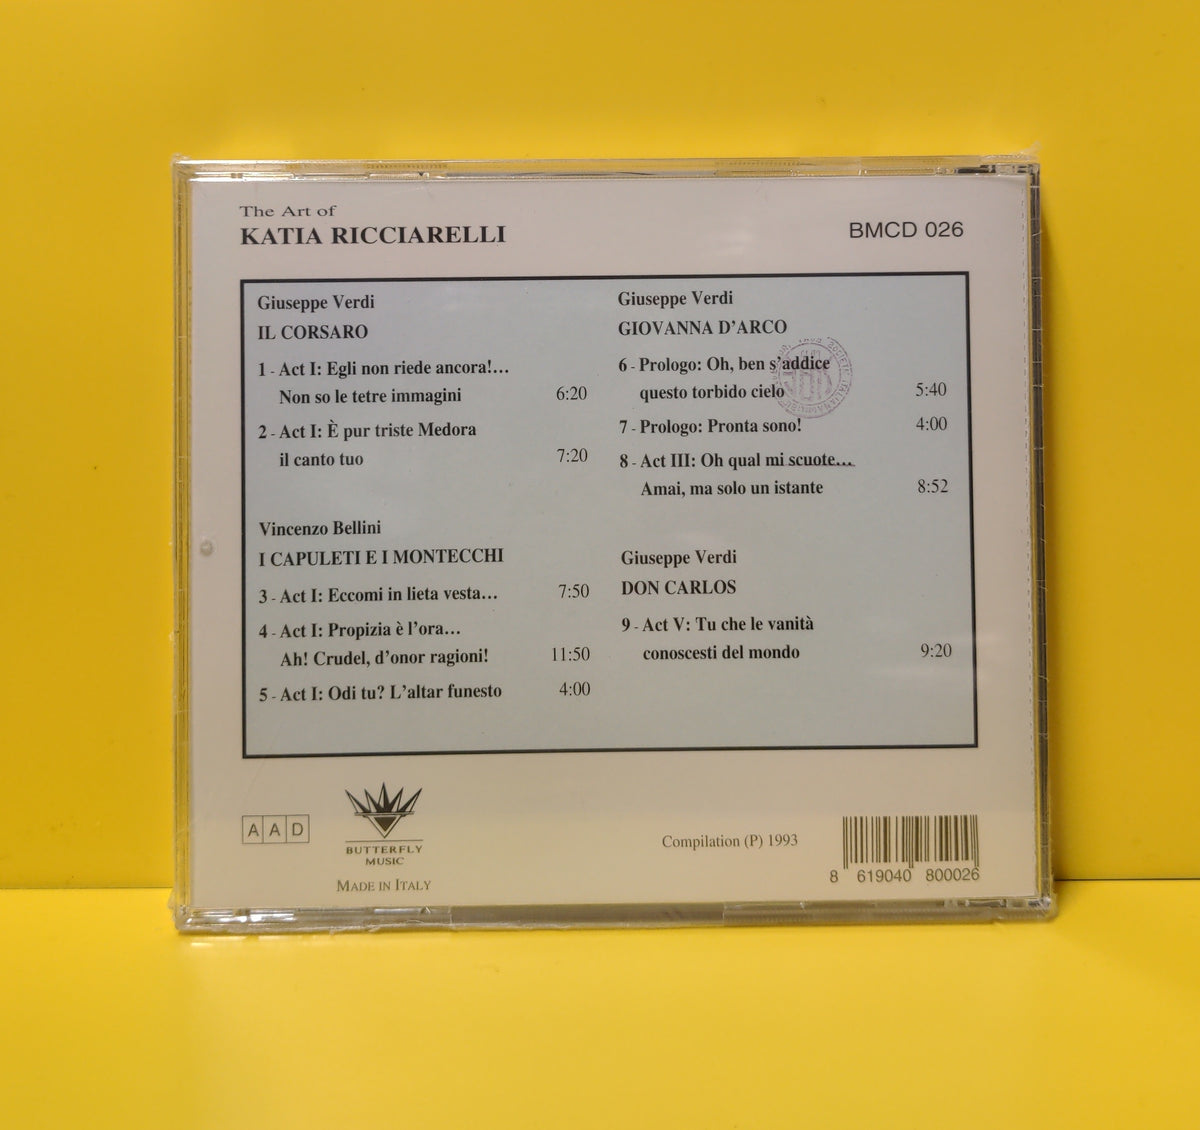 The Art of
KATIA RICCIARELLI
BMCD 026
Giuseppe Verdi
IL CORSARO
1 - Act I: Egli non riede ancora!...
Non so le tetre immagini 6:20
2 - Act I: È pur triste Medora
il canto tuo 7:20
Vincenzo Bellini
I CAPULETI E I MONTECCHI
3 - Act I: Eccomi in lieta vesta... 7:50
4 - Act I: Propizia è l'ora...
Ah! Crudel, d'onor ragioni! 11:50
5 - Act I: Odi tu? L'altar funesto 4:00
Giuseppe Verdi
GIOVANNA D'ARCO
6 - Prologo: Oh, ben s'addice
questo torbido cielo 5:40
7 - Prologo: Pronta sono! 4:00
8 - Act III: Oh qual mi scuote...
Amai, ma solo un istante 8:52
Giuseppe Verdi
DON CARLOS
9 - Act V: Tu che le vanità
conoscesti del mondo 9:20
AAD
BUTTERFLY
MUSIC
MADE IN ITALY
Compilation (P) 1993
8 619040 800026